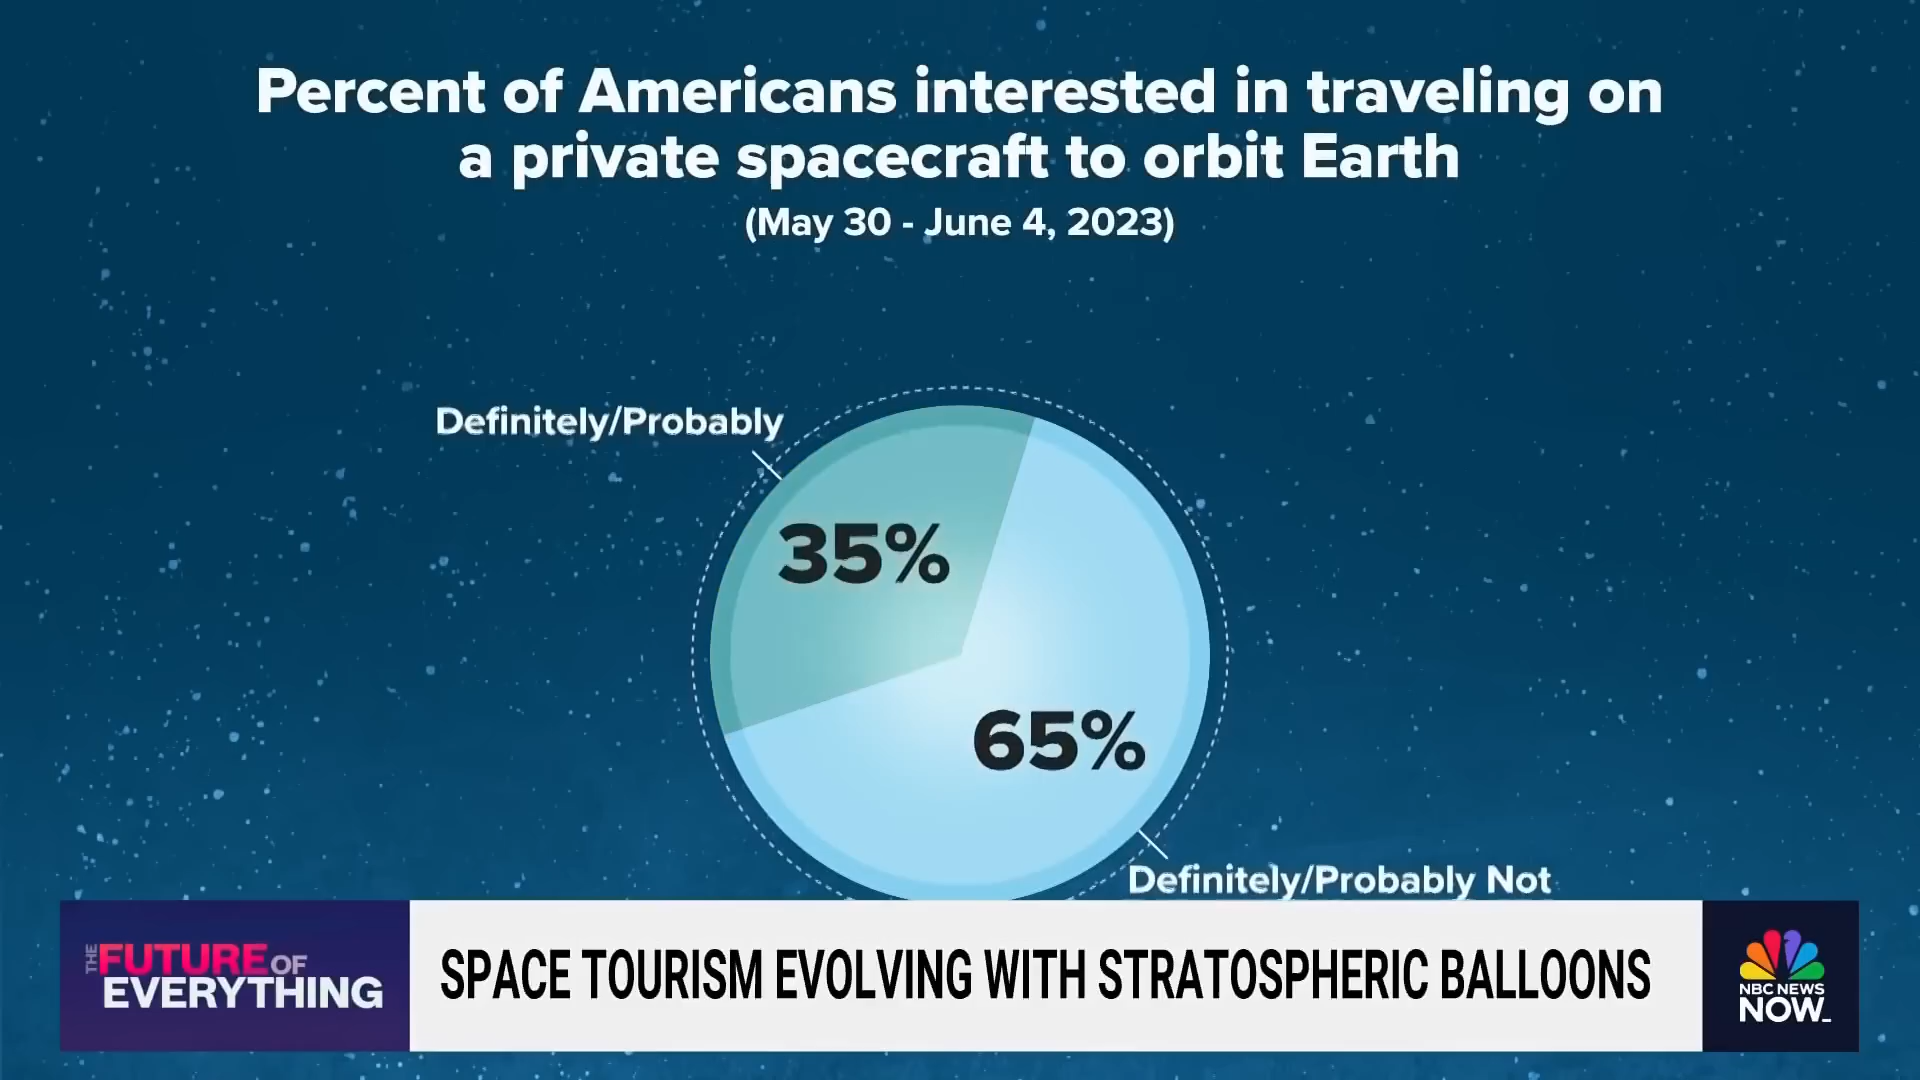 Percent of Americans interested in traveling on
a private spacecraft to orbit Earth
(May 30 - June 4, 2023)
Definitely/Probably
35%
65%
Definitely/Probably Not
THE FUTURE OF
EVERYTHING
SPACE TOURISM EVOLVING WITH STRATOSPHERIC BALLOONS
NBC NEWS
NOW_